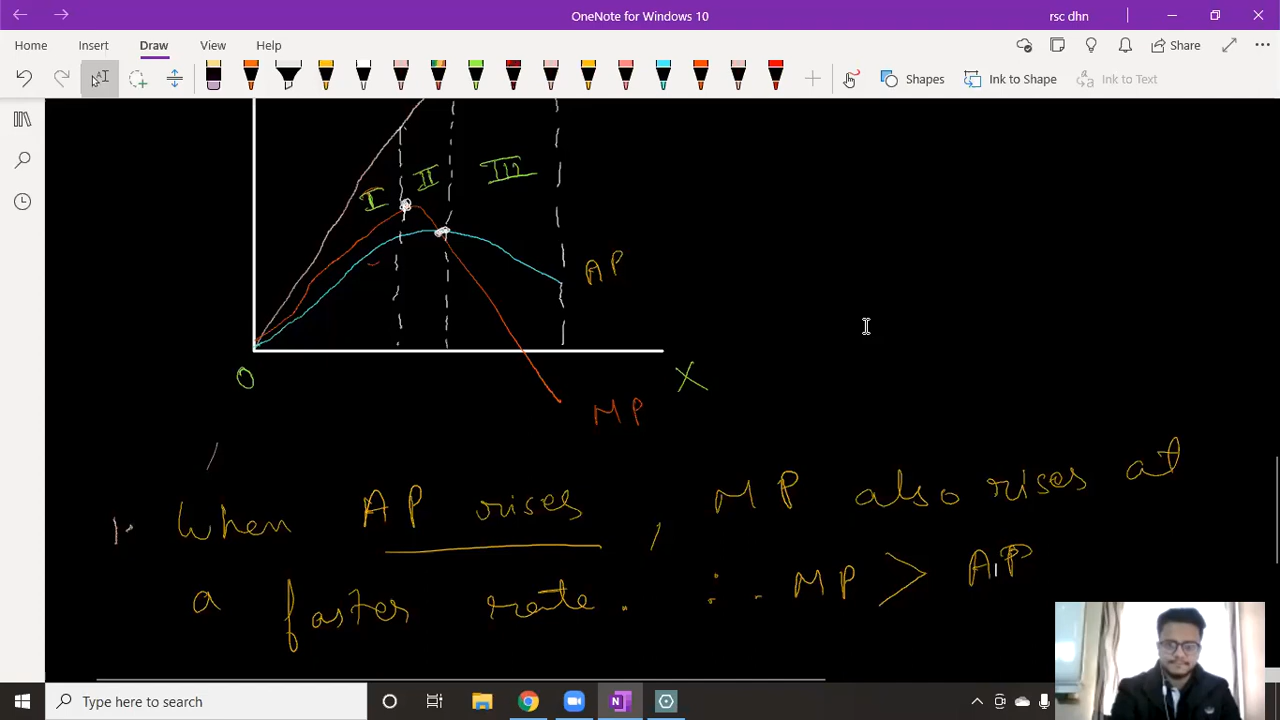 OneNote for Windows 10
rsc dhn
Home Insert Draw View Help
Share
Shapes Ink to Shape Ink to Text
I II III
AP
O X
MP
1. When AP rises, MP also rises at
a faster rate. ∴ MP > AP
Type here to search